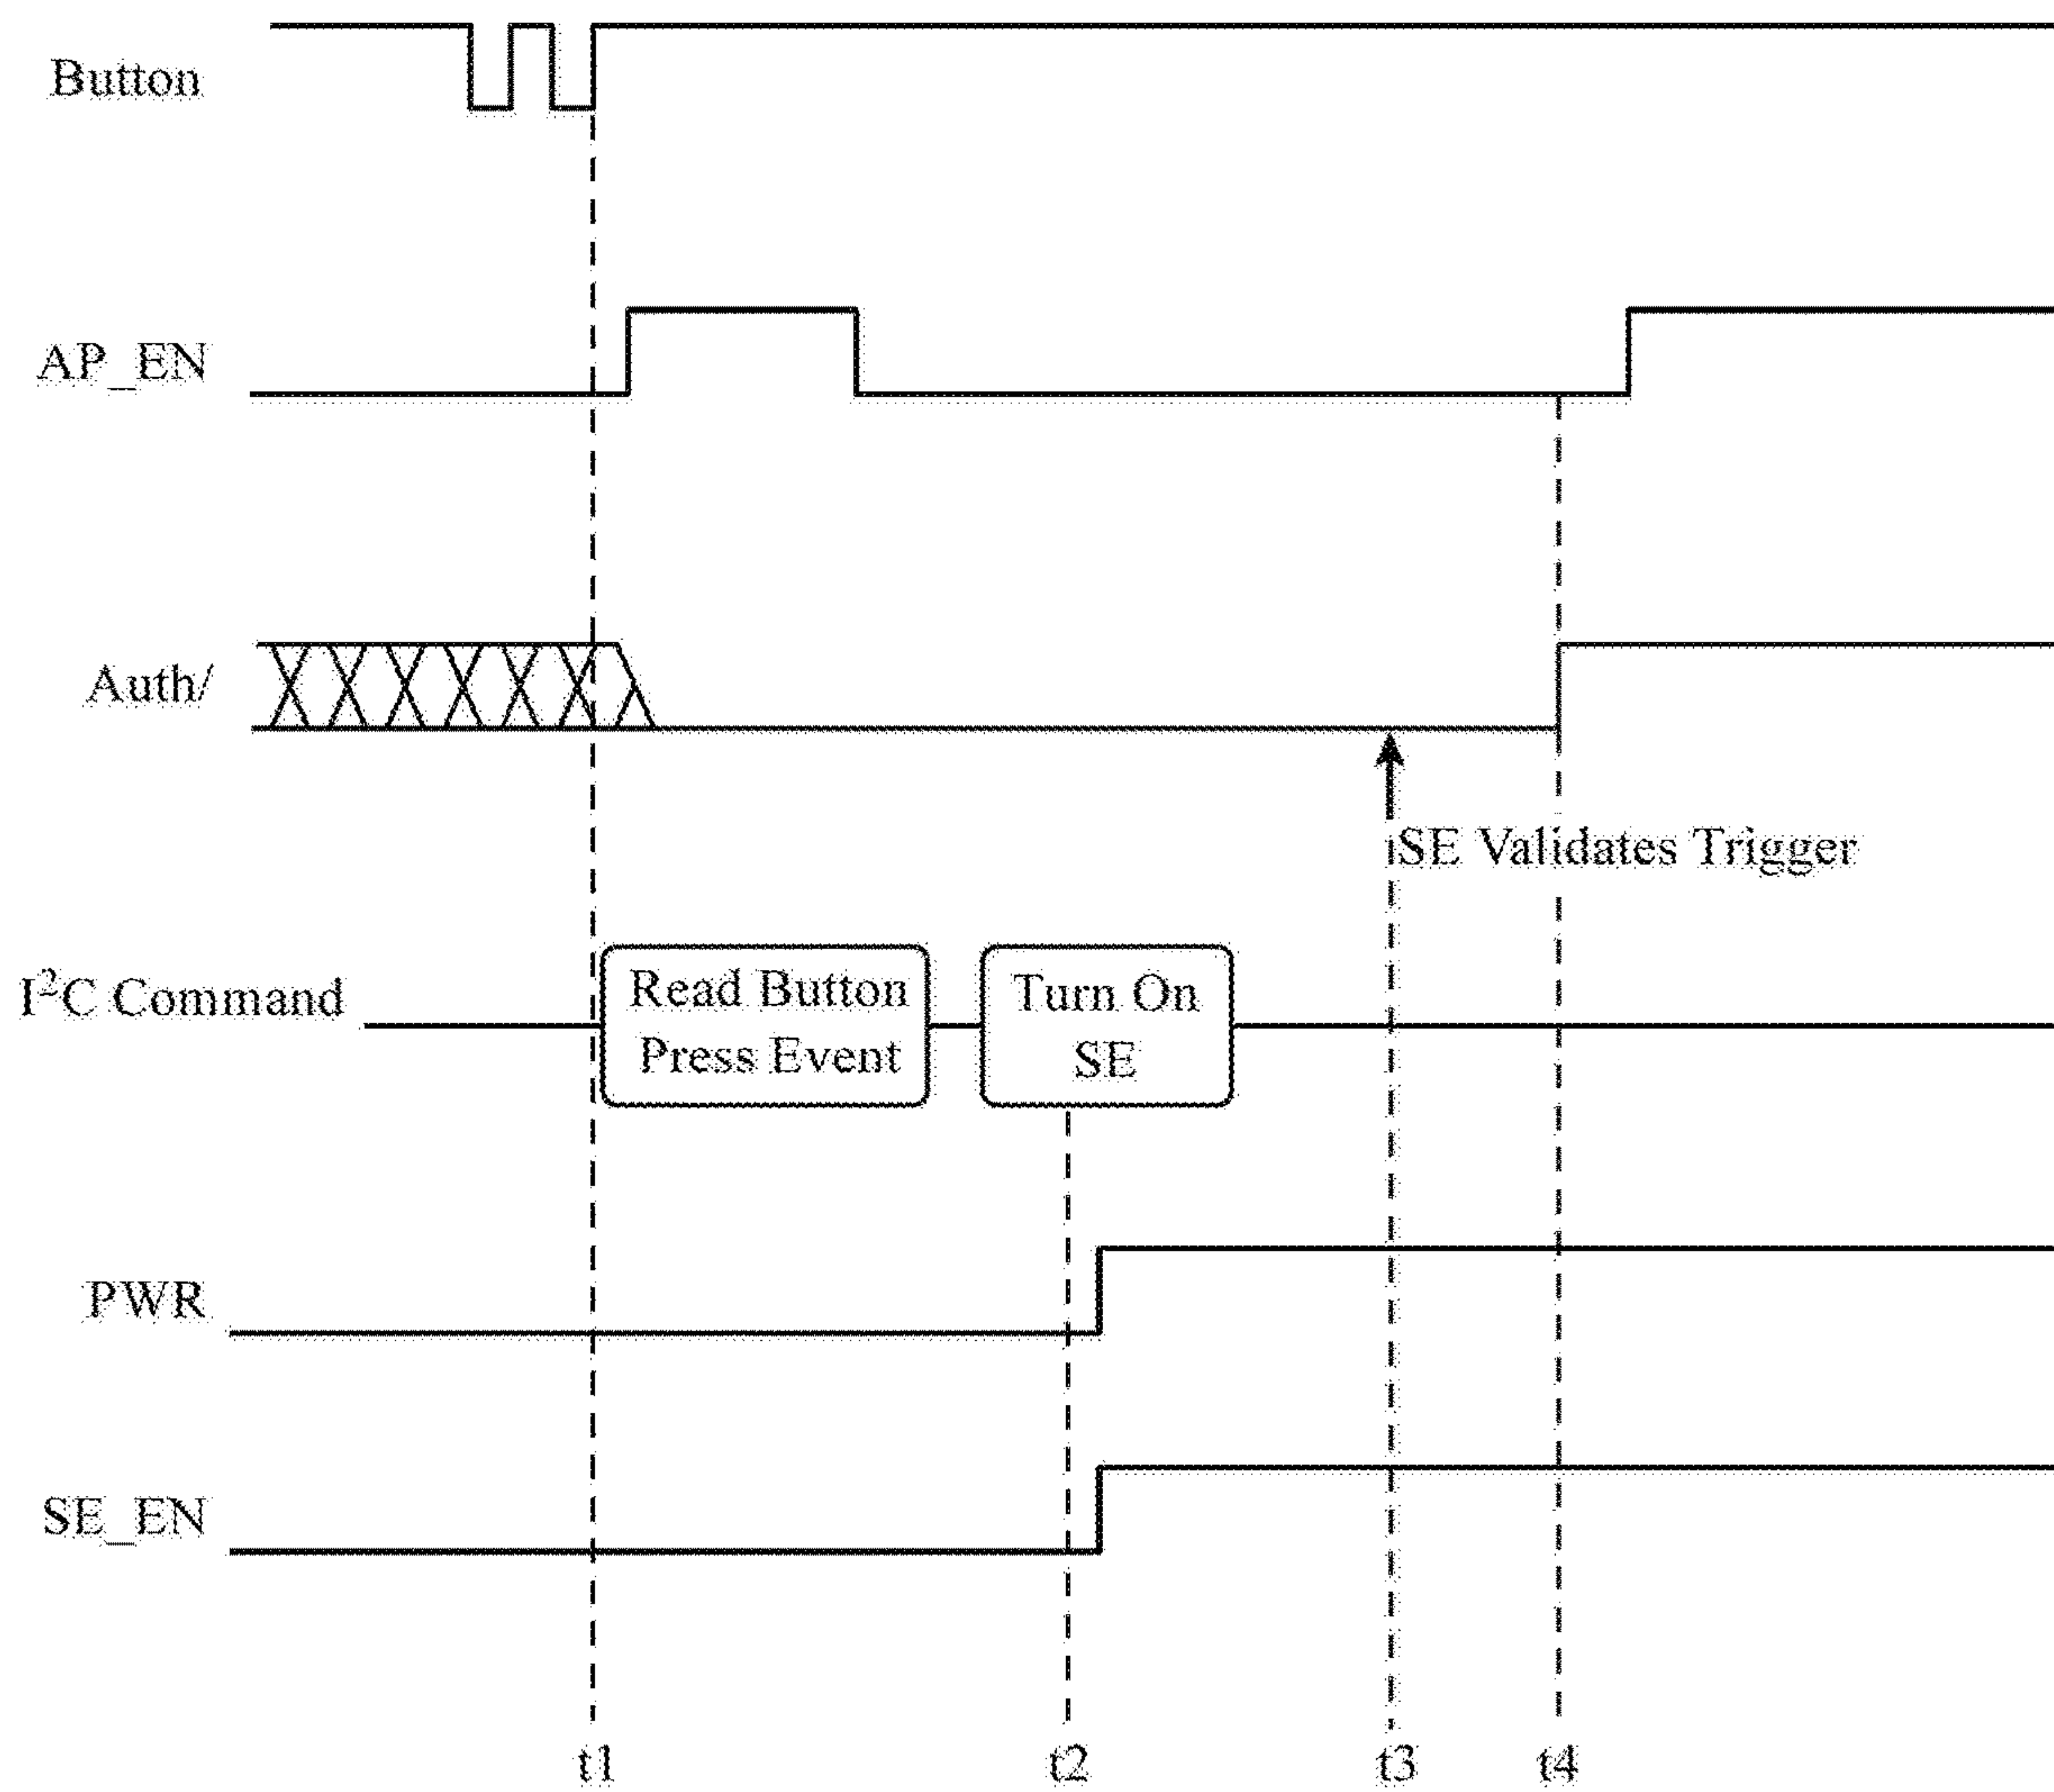 Button
AP_EN
Auth/
SE Validates Trigger
I²C Command
Read Button
Press Event
Turn On
SE
PWR
SE_EN
t1
t2
t3
t4